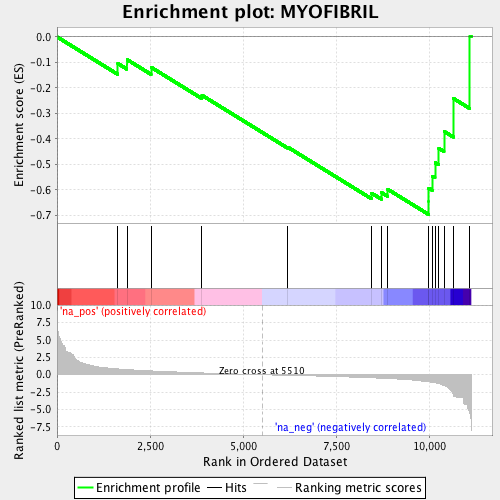 Enrichment plot: MYOFIBRIL
Enrichment score (ES)
0.0
-0.1
-0.2
-0.3
-0.4
-0.5
-0.6
-0.7
'na_pos' (positively correlated)
Ranked list metric (PreRanked)
10.0
7.5
5.0
2.5
0.0
-2.5
-5.0
-7.5
Zero cross at 5510
'na_neg' (negatively correlated)
0
2,500
5,000
7,500
10,000
Rank in Ordered Dataset
Enrichment profile
Hits
Ranking metric scores